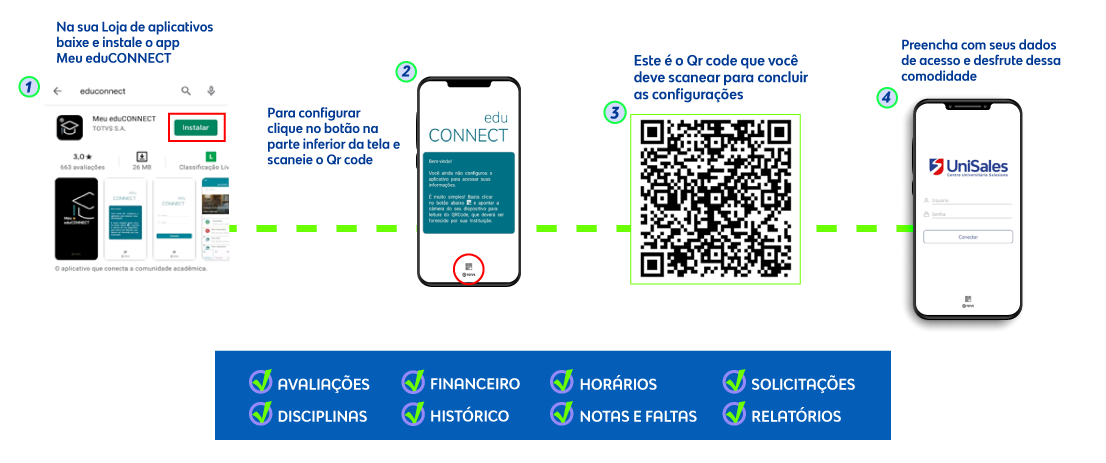 Na sua Loja de aplicativos
baixe e instale o app
Meu eduCONNECT
1
educonnect
Meu eduCONNECT
TOTVS S.A.
Instalar
3,0★
663 avaliações
26 MB
L
Classificação Liv
Meu e
eduCONNECT
CONNECT
O aplicativo que conecta a comunidade acadêmica.
Para configurar
clique no botão na
parte inferior da tela e
scaneie o Qr code
2
edu
CONNECT
Bem-vindo!
Você ainda não configurou o
aplicativo para acessar suas
informações.
É muito simples! Basta clicar
no botão abaixo e apontar a
câmera do seu dispositivo para
leitura do QRCode, que deverá ser
fornecido por sua instituição.
TOTVS
Este é o Qr code que você
deve scanear para concluir
as configurações
3
Preencha com seus dados
de acesso e desfrute dessa
comodidade
4
UniSales
Centro Universitário Salesiano
Usuário
Senha
Conectar
TOTVS
AVALIAÇÕES
FINANCEIRO
HORÁRIOS
SOLICITAÇÕES
DISCIPLINAS
HISTÓRICO
NOTAS E FALTAS
RELATÓRIOS